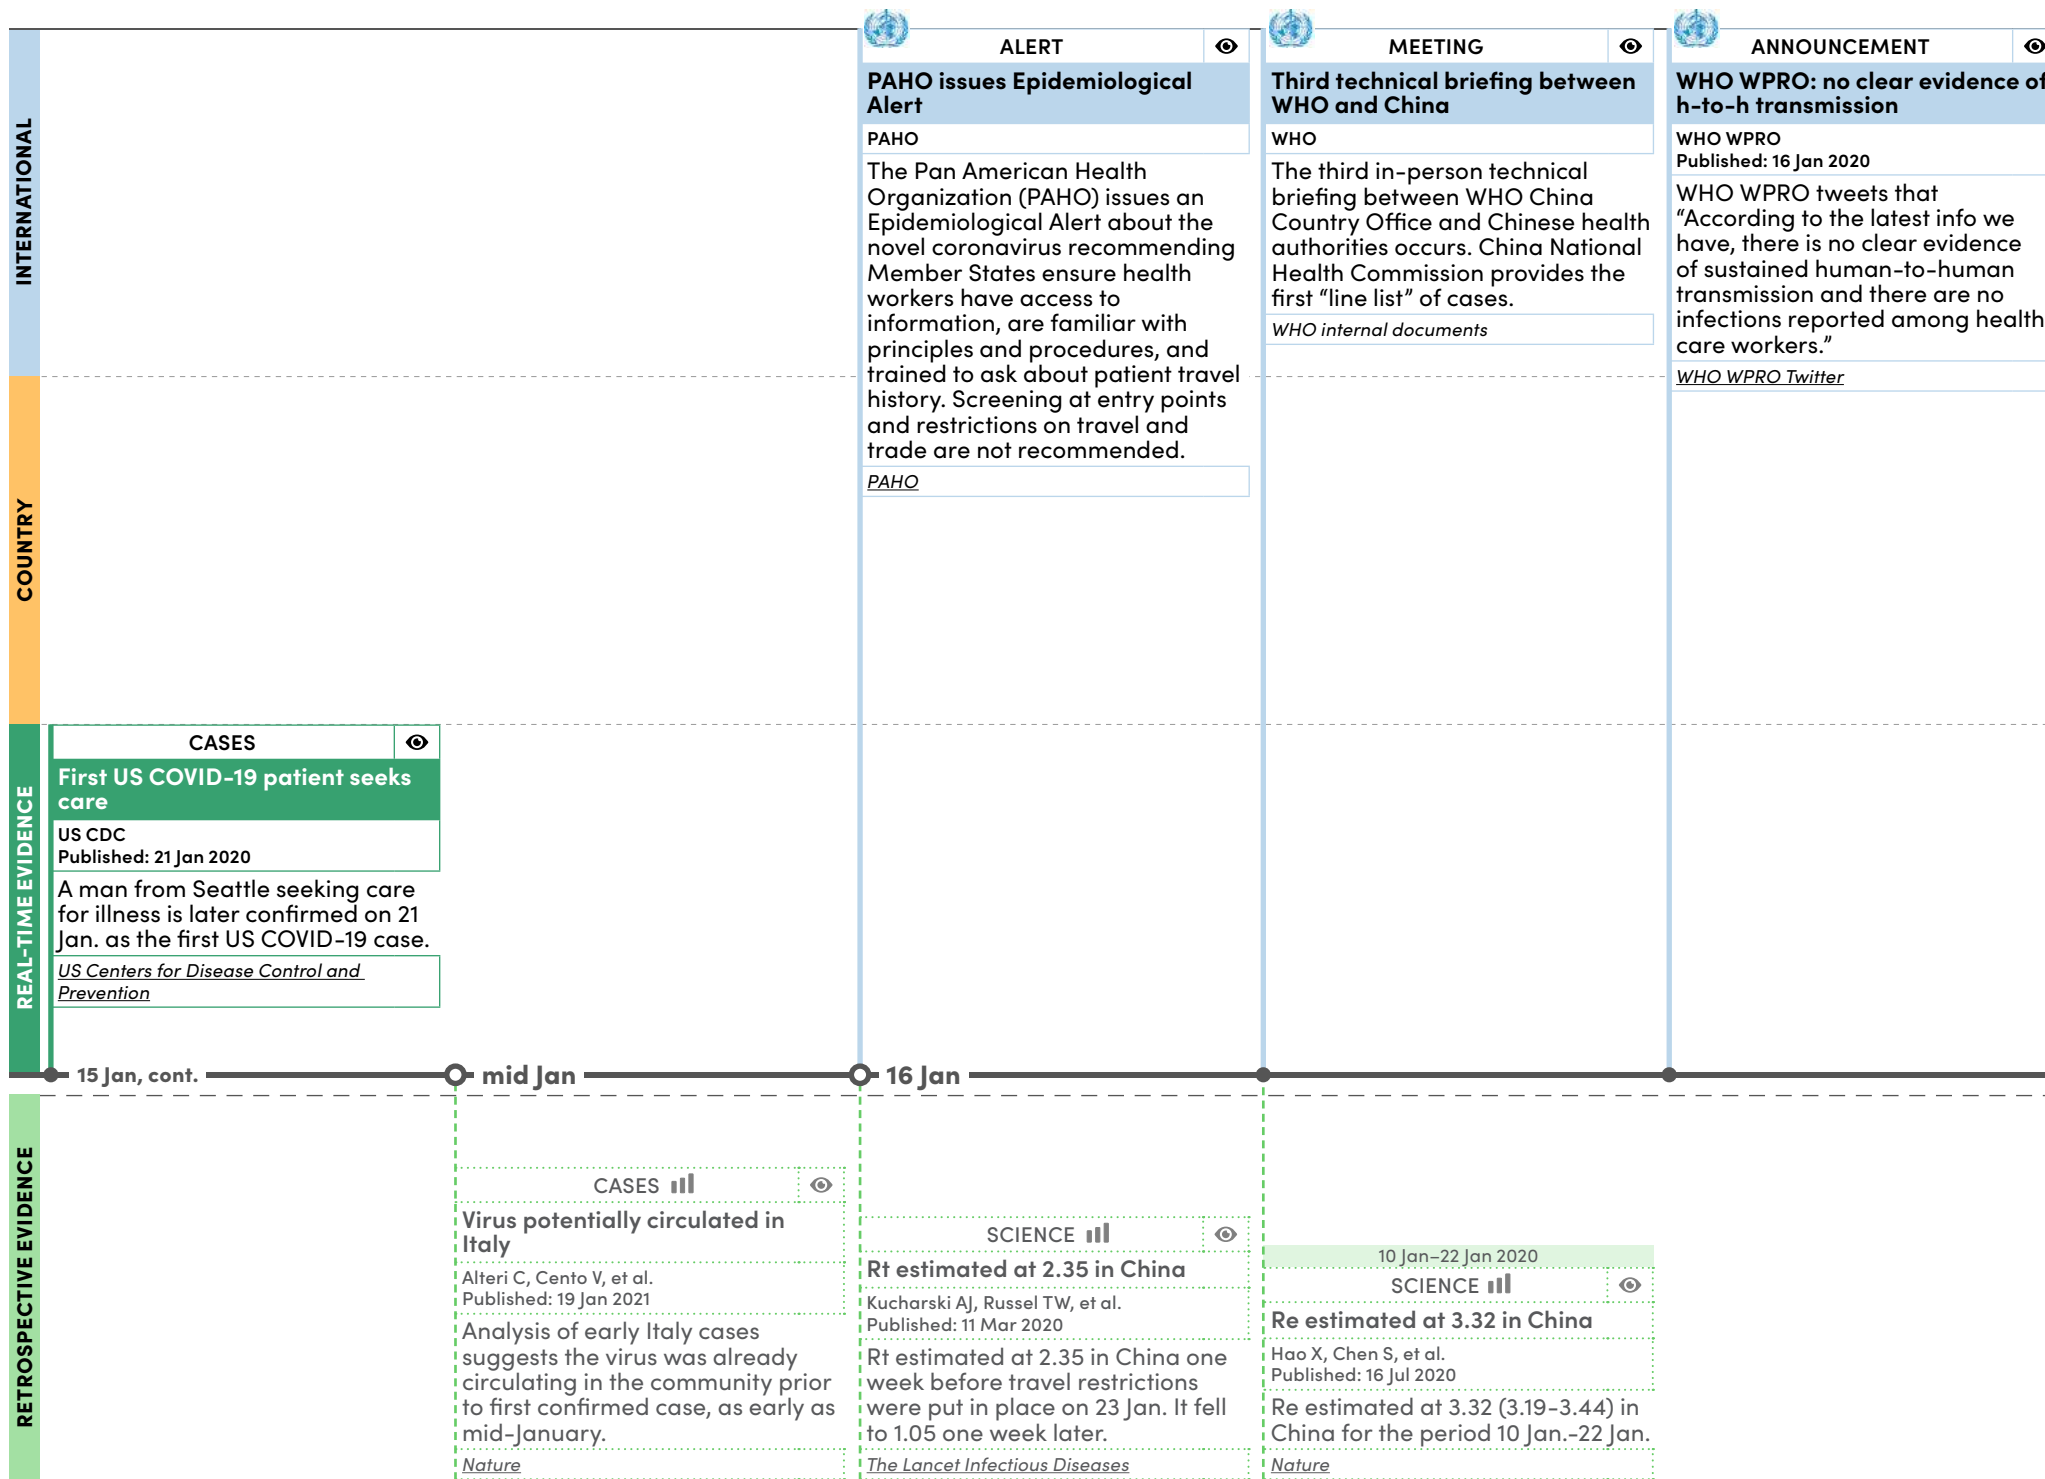 INTERNATIONAL
ALERT
PAHO issues Epidemiological
Alert
PAHO
The Pan American Health
Organization (PAHO) issues an
Epidemiological Alert about the
novel coronavirus recommending
Member States ensure health
workers have access to
information, are familiar with
principles and procedures, and
trained to ask about patient travel
history. Screening at entry points
and restrictions on travel and
trade are not recommended.
PAHO
MEETING
Third technical briefing between
WHO and China
WHO
The third in-person technical
briefing between WHO China
Country Office and Chinese health
authorities occurs. China National
Health Commission provides the
first “line list” of cases.
WHO internal documents
ANNOUNCEMENT
WHO WPRO: no clear evidence of
h-to-h transmission
WHO WPRO
Published: 16 Jan 2020
WHO WPRO tweets that
“According to the latest info we
have, there is no clear evidence
of sustained human-to-human
transmission and there are no
infections reported among health
care workers.”
WHO WPRO Twitter
COUNTRY
REAL-TIME EVIDENCE
CASES
First US COVID-19 patient seeks
care
US CDC
Published: 21 Jan 2020
A man from Seattle seeking care
for illness is later confirmed on 21
Jan. as the first US COVID-19 case.
US Centers for Disease Control and
Prevention
15 Jan, cont.
mid Jan
16 Jan
RETROSPECTIVE EVIDENCE
CASES
Virus potentially circulated in
Italy
Alteri C, Cento V, et al.
Published: 19 Jan 2021
Analysis of early Italy cases
suggests the virus was already
circulating in the community prior
to first confirmed case, as early as
mid-January.
Nature
SCIENCE
Rt estimated at 2.35 in China
Kucharski AJ, Russel TW, et al.
Published: 11 Mar 2020
Rt estimated at 2.35 in China one
week before travel restrictions
were put in place on 23 Jan. It fell
to 1.05 one week later.
The Lancet Infectious Diseases
10 Jan–22 Jan 2020
SCIENCE
Re estimated at 3.32 in China
Hao X, Chen S, et al.
Published: 16 Jul 2020
Re estimated at 3.32 (3.19-3.44) in
China for the period 10 Jan.-22 Jan.
Nature